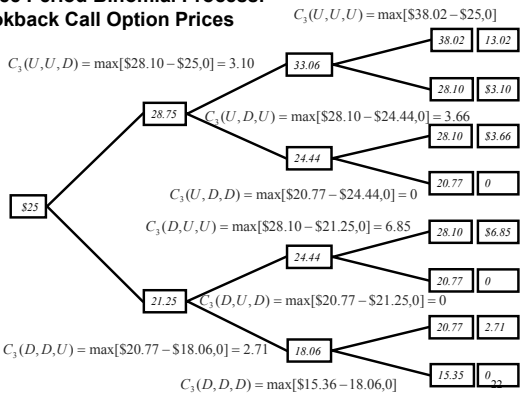 okback Call Option Prices
C₃(U,U,U) = max[$38.02−$25,0]
38.02 13.02
C₃(U,U,D) = max[$28.10−$25,0] = 3.10
33.06
28.10 $3.10
28.75
C₃(U,D,U) = max[$28.10−$24.44,0] = 3.66
28.10 $3.66
24.44
20.77 0
C₃(U,D,D) = max[$20.77−$24.44,0] = 0
$25
C₃(D,U,U) = max[$28.10−$21.25,0] = 6.85
28.10 $6.85
24.44
20.77 0
21.25
C₃(D,U,D) = max[$20.77−$21.25,0] = 0
20.77 2.71
C₃(D,D,U) = max[$20.77−$18.06,0] = 2.71
18.06
15.35 0
C₃(D,D,D) = max[$15.36−18.06,0]
22